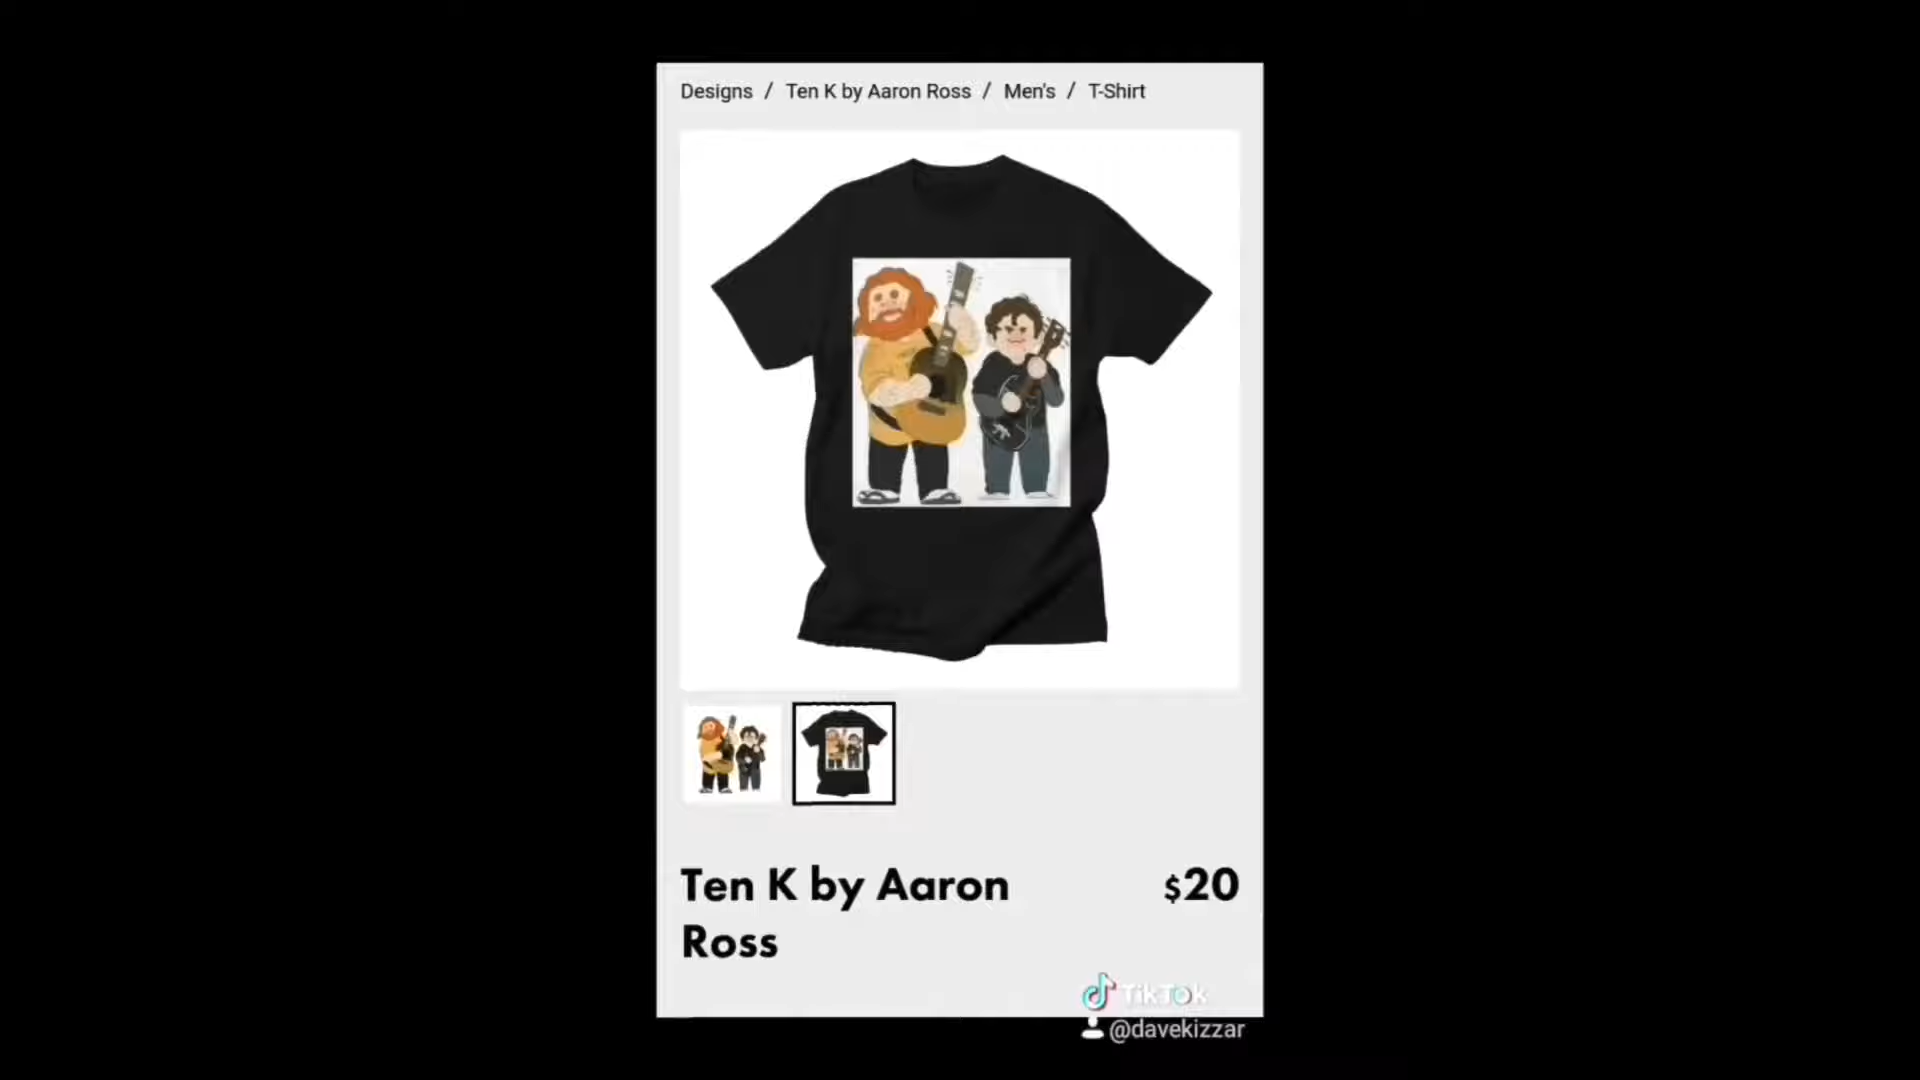 Designs / Ten K by Aaron Ross / Men's / T-Shirt
Ten K by Aaron
Ross
$20
TikTok
@davekizzar